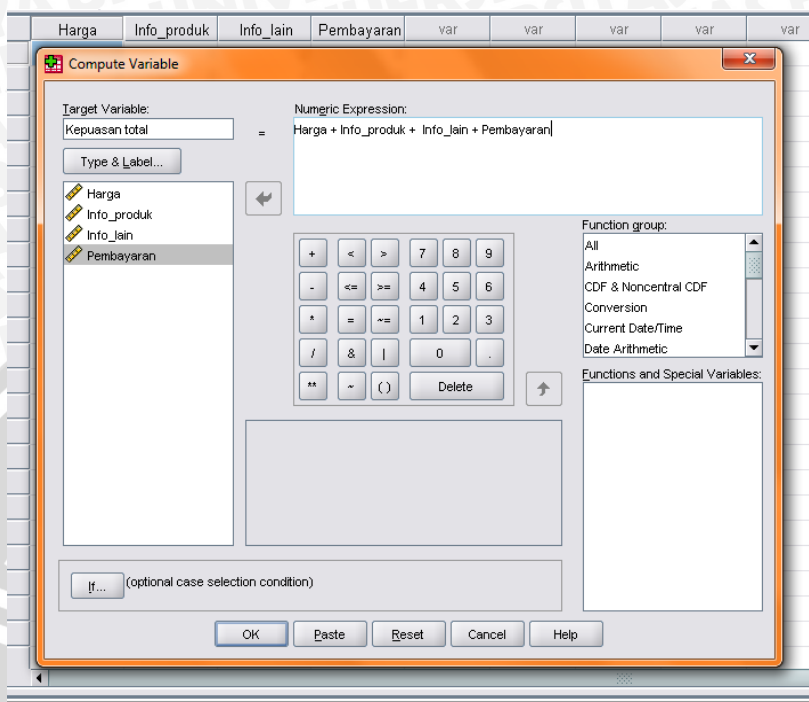 Harga Info_produk Info_lain Pembayaran var var var var
Compute Variable
Target Variable:
Kepuasan total
=
Numeric Expression:
Harga + Info_produk + Info_lain + Pembayaran
Type & Label...
Harga
Info_produk
Info_lain
Pembayaran
+ < > 7 8 9
- <= >= 4 5 6
* = ~= 1 2 3
/ & | 0 .
** ~ ( ) Delete
Function group:
All
Arithmetic
CDF & Noncentral CDF
Conversion
Current Date/Time
Date Arithmetic
Functions and Special Variables:
If... (optional case selection condition)
OK Paste Reset Cancel Help